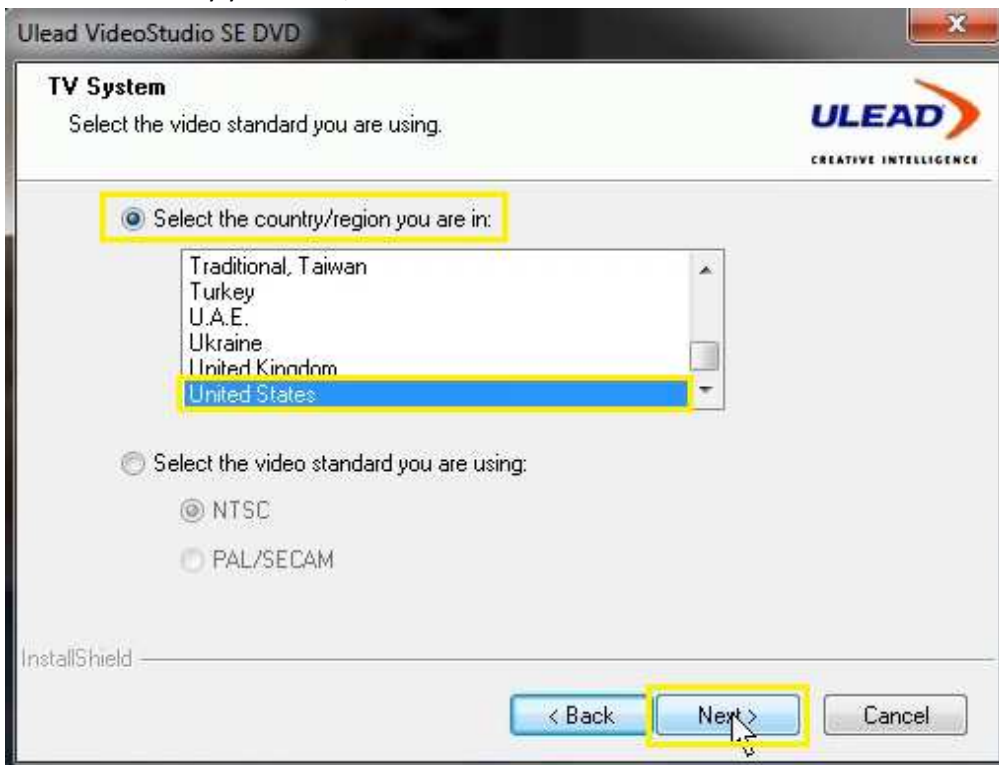 Ulead VideoStudio SE DVD
TV System
Select the video standard you are using.
ULEAD
CREATIVE INTELLIGENCE
Select the country/region you are in:
Traditional, Taiwan
Turkey
U.A.E.
Ukraine
United Kingdom
United States
Select the video standard you are using:
NTSC
PAL/SECAM
InstallShield
< Back Next > Cancel